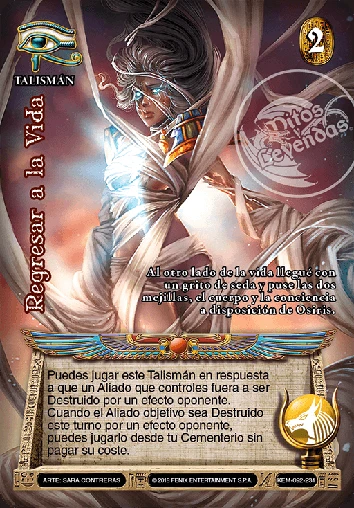 TALISMÁN
2
Mitos y Leyendas
Regresar a la Vida
Al otro lado de la vida llegué con
un grito de seda y puse las dos
mejillas, el cuerpo y la conciencia
a disposición de Osiris.
Puedes jugar este Talismán en respuesta
a que un Aliado que controles fuera a ser
Destruido por un efecto oponente.
Cuando el Aliado objetivo sea Destruido
este turno por un efecto oponente,
puedes jugarlo desde tu Cementerio sin
pagar su coste.
ARTE: SARA CONTRERAS
© 2015 FENIX ENTERTAINMENT S.P.A.
KEM-092-234